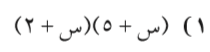 ١) (س + ٥)(س + ٢)